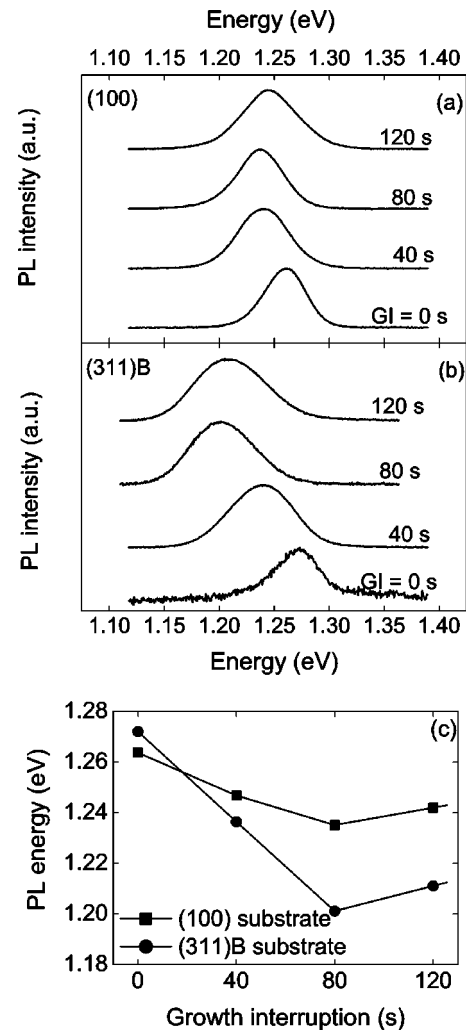 Energy (eV)
1.10 1.15 1.20 1.25 1.30 1.35 1.40
(100)
(a)
120 s
80 s
40 s
GI = 0 s
PL intensity (a.u.)
(311)B
(b)
120 s
80 s
40 s
GI = 0 s
PL intensity (a.u.)
1.10 1.15 1.20 1.25 1.30 1.35 1.40
Energy (eV)
1.28
(c)
1.26
1.24
1.22
1.20
1.18
PL energy (eV)
(100) substrate
(311)B substrate
0 40 80 120
Growth interruption (s)